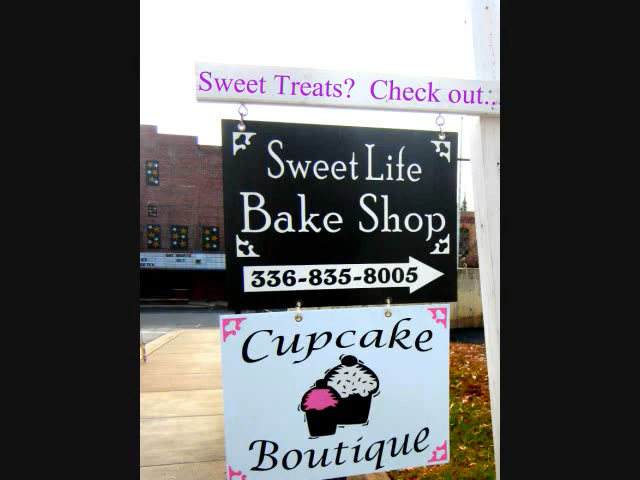 Sweet Treats? Check out...
Sweet Life
Bake Shop
336-835-8005
Cupcake
Boutique